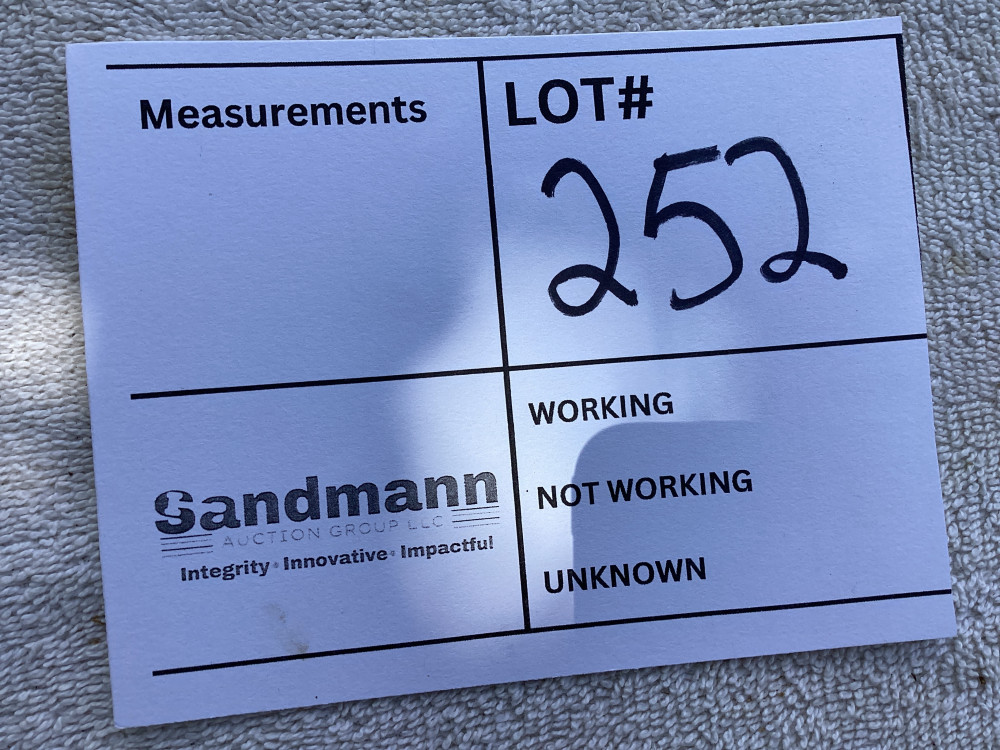 Measurements
LOT#
252
WORKING
NOT WORKING
UNKNOWN
Sandmann
AUCTION GROUP LLC
Integrity • Innovative • Impactful